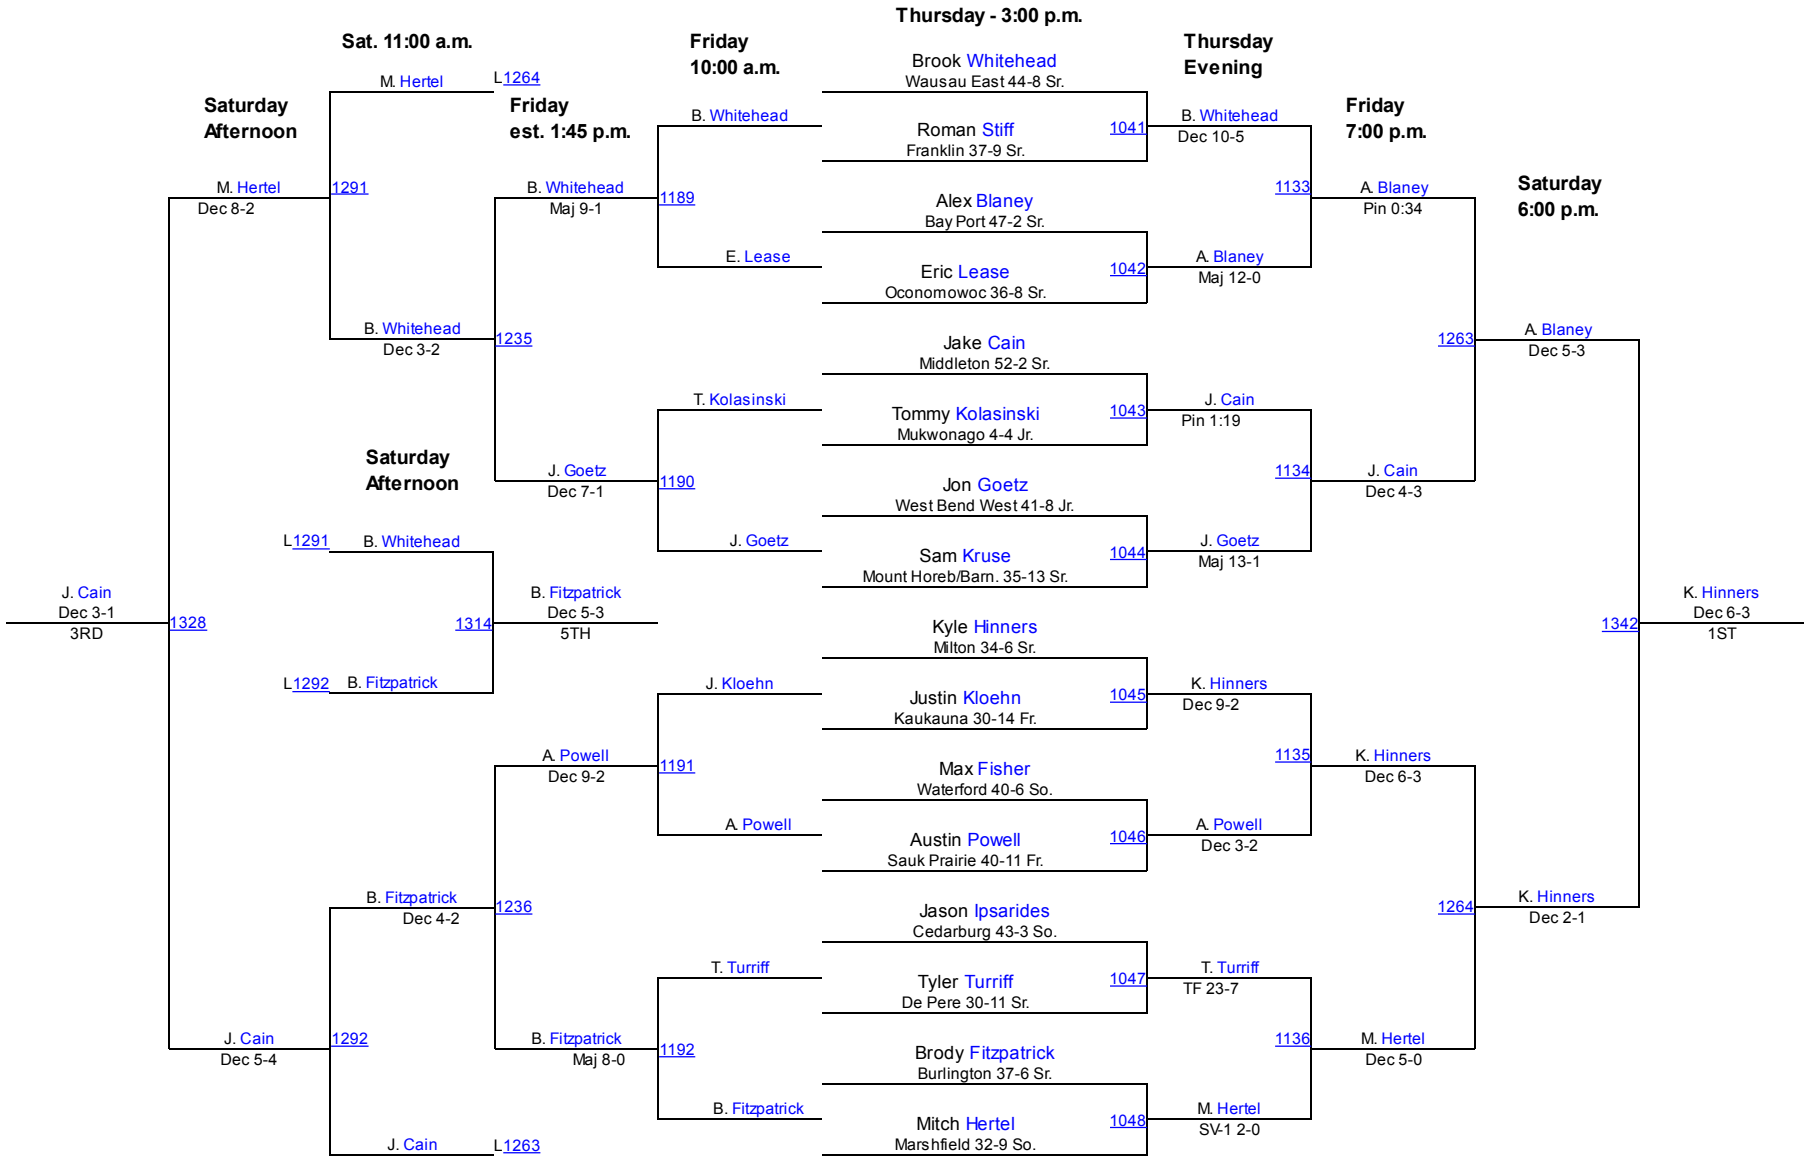 Thursday - 3:00 p.m.
Sat. 11:00 a.m.
Friday
10:00 a.m.
Thursday
Evening
Brook Whitehead
Wausau East 44-8 Sr.
M. Hertel
L1264
Saturday
Afternoon
Friday
est. 1:45 p.m.
Friday
7:00 p.m.
B. Whitehead
Roman Stiff
Franklin 37-9 Sr.
1041
B. Whitehead
Dec 10-5
M. Hertel
Dec 8-2
1291
B. Whitehead
Maj 9-1
1189
Alex Blaney
Bay Port 47-2 Sr.
1133
A. Blaney
Pin 0:34
Saturday
6:00 p.m.
E. Lease
Eric Lease
Oconomowoc 36-8 Sr.
1042
A. Blaney
Maj 12-0
B. Whitehead
Dec 3-2
1235
Jake Cain
Middleton 52-2 Sr.
1263
A. Blaney
Dec 5-3
T. Kolasinski
Tommy Kolasinski
Mukwonago 4-4 Jr.
1043
J. Cain
Pin 1:19
Saturday
Afternoon
J. Goetz
Dec 7-1
1190
Jon Goetz
West Bend West 41-8 Jr.
1134
J. Cain
Dec 4-3
L1291
B. Whitehead
J. Goetz
Sam Kruse
Mount Horeb/Barn. 35-13 Sr.
1044
J. Goetz
Maj 13-1
J. Cain
Dec 3-1
3RD
1328
1314
B. Fitzpatrick
Dec 5-3
5TH
Kyle Hinners
Milton 34-6 Sr.
1342
K. Hinners
Dec 6-3
1ST
L1292
B. Fitzpatrick
J. Kloehn
Justin Kloehn
Kaukauna 30-14 Fr.
1045
K. Hinners
Dec 9-2
A. Powell
Dec 9-2
1191
Max Fisher
Waterford 40-6 So.
1135
K. Hinners
Dec 6-3
A. Powell
Austin Powell
Sauk Prairie 40-11 Fr.
1046
A. Powell
Dec 3-2
B. Fitzpatrick
Dec 4-2
1236
Jason Ipsarides
Cedarburg 43-3 So.
1264
K. Hinners
Dec 2-1
T. Turriff
Tyler Turriff
De Pere 30-11 Sr.
1047
T. Turriff
TF 23-7
J. Cain
Dec 5-4
1292
B. Fitzpatrick
Maj 8-0
1192
Brody Fitzpatrick
Burlington 37-6 Sr.
1136
M. Hertel
Dec 5-0
B. Fitzpatrick
Mitch Hertel
Marshfield 32-9 So.
1048
M. Hertel
SV-1 2-0
J. Cain
L1263